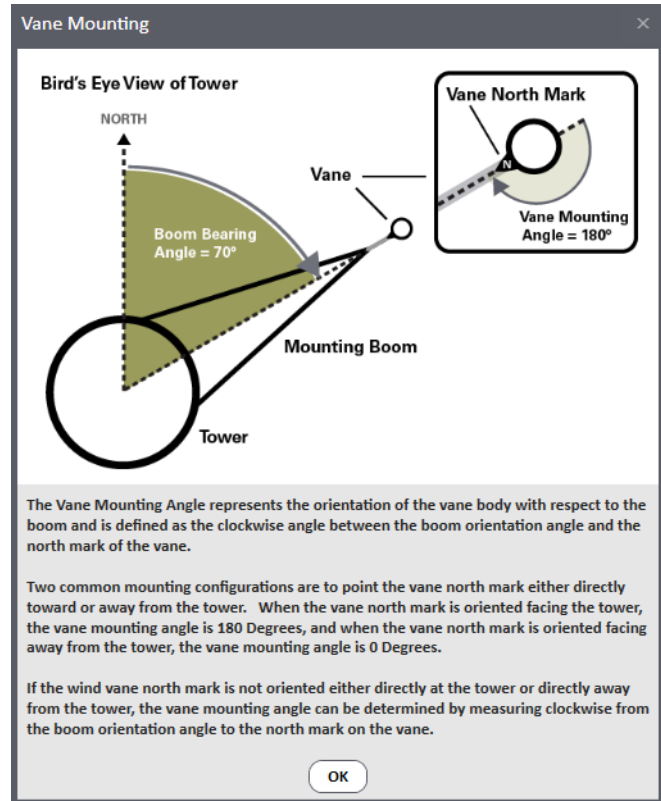 Vane Mounting
Bird's Eye View of Tower
NORTH
Boom Bearing
Angle = 70º
Vane
Mounting Boom
Tower
Vane North Mark
N
Vane Mounting
Angle = 180º
The Vane Mounting Angle represents the orientation of the vane body with respect to the
boom and is defined as the clockwise angle between the boom orientation angle and the
north mark of the vane.
Two common mounting configurations are to point the vane north mark either directly
toward or away from the tower.   When the vane north mark is oriented facing the tower,
the vane mounting angle is 180 Degrees, and when the vane north mark is oriented facing
away from the tower, the vane mounting angle is 0 Degrees.
If the wind vane north mark is not oriented either directly at the tower or directly away
from the tower, the vane mounting angle can be determined by measuring clockwise from
the boom orientation angle to the north mark on the vane.
OK